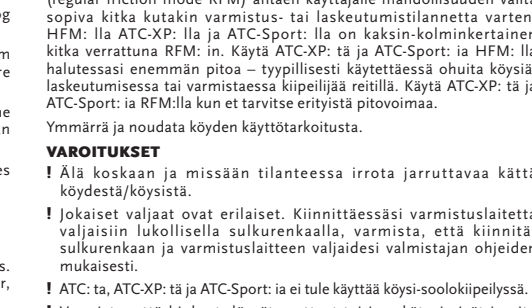 og
(regular friction mode RFM) antaen käyttäjälle mahdollisuuden valita
sopiva kitka kutakin varmistus- tai laskeutumistilannetta varten.
HFM: lla ATC-XP: lla ja ATC-Sport: lla on kaksin-kolminkertainen
m
kitka verrattuna RFM: in. Käytä ATC-XP: tä ja ATC-Sport: ia HFM: lla
re
halutessasi enemmän pitoa – tyypillisesti käytettäessä ohuita köysiä,
laskeutumisessa tai varmistaessa kiipeilijää reitillä. Käytä ATC-XP: tä ja
ne
ATC-Sport: ia RFM:lla kun et tarvitse erityistä pitovoimaa.
an
Ymmärrä ja noudata köyden käyttötarkoitusta.
VAROITUKSET
es
! Älä koskaan ja missään tilanteessa irrota jarruttavaa kättä
köydestä/köysistä.
! Jokaiset valjaat ovat erilaiset. Kiinnittäessäsi varmistuslaitetta
valjaisiin lukollisella sulkurenkaalla, varmista, että kiinnität
sulkurenkaan ja varmistuslaitteen valjaidesi valmistajan ohjeiden
s.
mukaisesti.
r,
! ATC: ta, ATC-XP: tä ja ATC-Sport: ia ei tule käyttää köysi-soolokiipeilyssä.